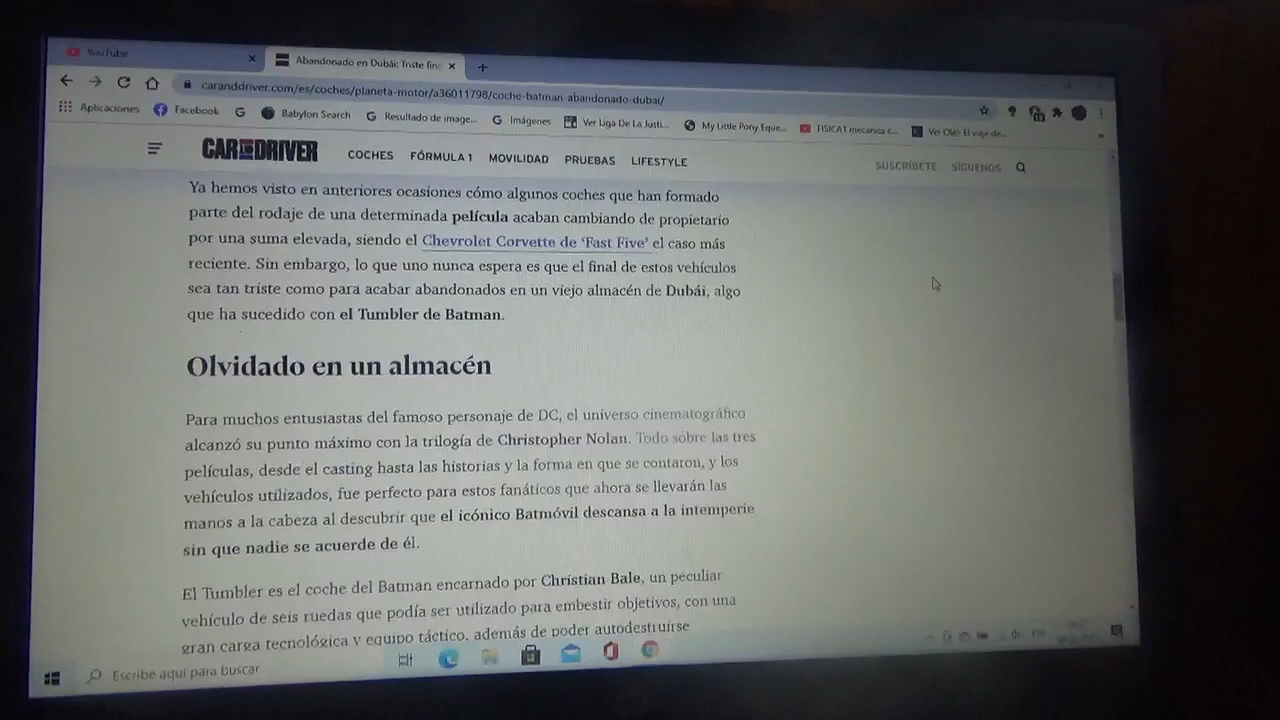 YouTube
Abandonado en Dubái: Triste fin
caranddriver.com/es/coches/planeta-motor/a36011798/coche-batman-abandonado-dubai/
Aplicaciones Facebook Babylon Search Resultado de image... Imágenes Ver Liga De La Justi... My Little Pony Eque... FISICA1 mecanica c... Ver Olé: El viaje de...
CAR AND DRIVER COCHES FÓRMULA 1 MOVILIDAD PRUEBAS LIFESTYLE SUSCRÍBETE SÍGUENOS
Ya hemos visto en anteriores ocasiones cómo algunos coches que han formado
parte del rodaje de una determinada película acaban cambiando de propietario
por una suma elevada, siendo el Chevrolet Corvette de 'Fast Five' el caso más
reciente. Sin embargo, lo que uno nunca espera es que el final de estos vehículos
sea tan triste como para acabar abandonados en un viejo almacén de Dubái, algo
que ha sucedido con el Tumbler de Batman.
Olvidado en un almacén
Para muchos entusiastas del famoso personaje de DC, el universo cinematográfico
alcanzó su punto máximo con la trilogía de Christopher Nolan. Todo sobre las tres
películas, desde el casting hasta las historias y la forma en que se contaron, y los
vehículos utilizados, fue perfecto para estos fanáticos que ahora se llevarán las
manos a la cabeza al descubrir que el icónico Batmóvil descansa a la intemperie
sin que nadie se acuerde de él.
El Tumbler es el coche del Batman encarnado por Christian Bale, un peculiar
vehículo de seis ruedas que podía ser utilizado para embestir objetivos, con una
gran carga tecnológica y equipo táctico, además de poder autodestruirse
Escribe aquí para buscar